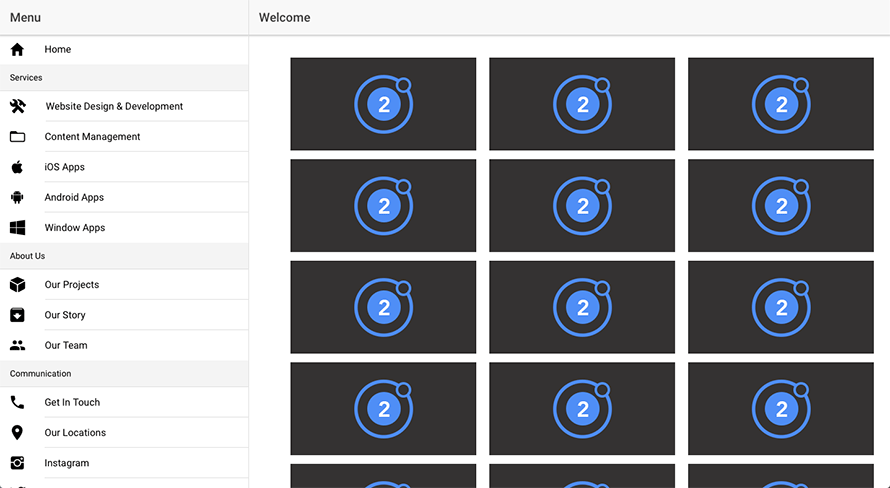 Menu
Welcome
Home
Services
Website Design & Development
Content Management
iOS Apps
Android Apps
Window Apps
About Us
Our Projects
Our Story
Our Team
Communication
Get In Touch
Our Locations
Instagram
2 2 2
2 2 2
2 2 2
2 2 2